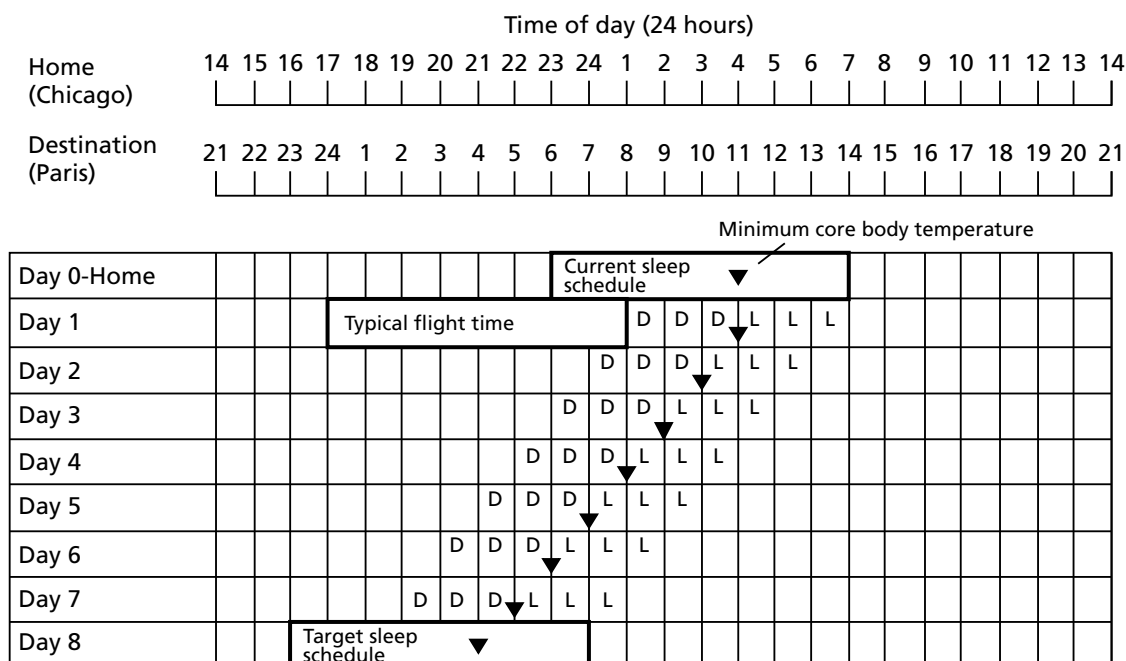 Time of day (24 hours)
Home
(Chicago)
14 15 16 17 18 19 20 21 22 23 24 1 2 3 4 5 6 7 8 9 10 11 12 13 14
Destination
(Paris)
21 22 23 24 1 2 3 4 5 6 7 8 9 10 11 12 13 14 15 16 17 18 19 20 21
Minimum core body temperature
Day 0-Home
Current sleep
schedule
Day 1
Typical flight time
D D D L L L
Day 2
D D D L L L
Day 3
D D D L L L
Day 4
D D D L L L
Day 5
D D D L L L
Day 6
D D D L L L
Day 7
D D D L L L
Day 8
Target sleep
schedule